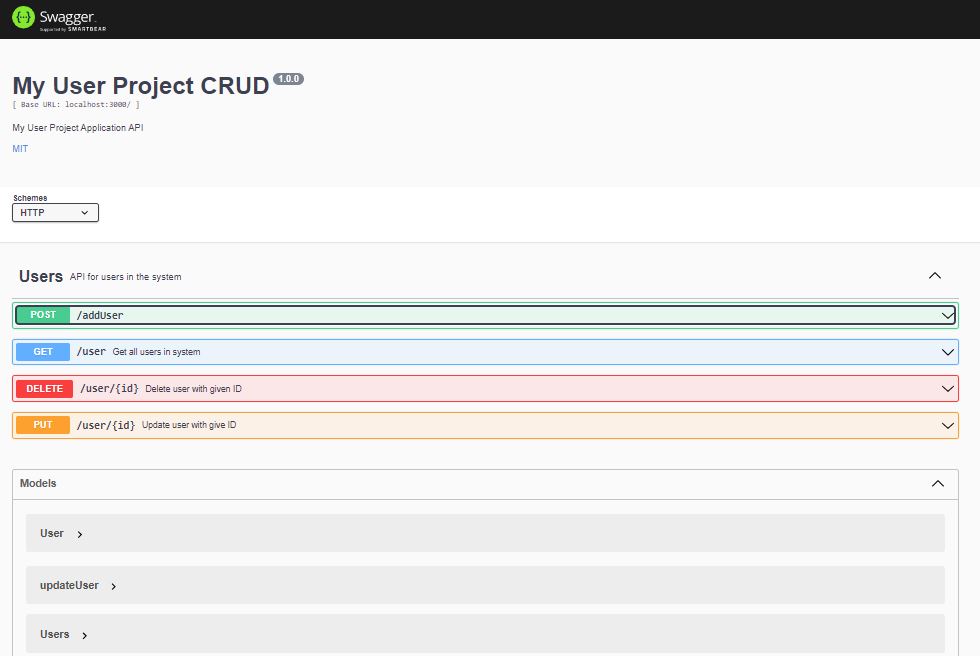 Swagger
Supported by SMARTBEAR
My User Project CRUD 1.0.0
[ Base URL: localhost:3000/ ]
My User Project Application API
MIT
Schemes
HTTP
Users API for users in the system
POST /addUser
GET /user Get all users in system
DELETE /user/{id} Delete user with given ID
PUT /user/{id} Update user with give ID
Models
User
updateUser
Users